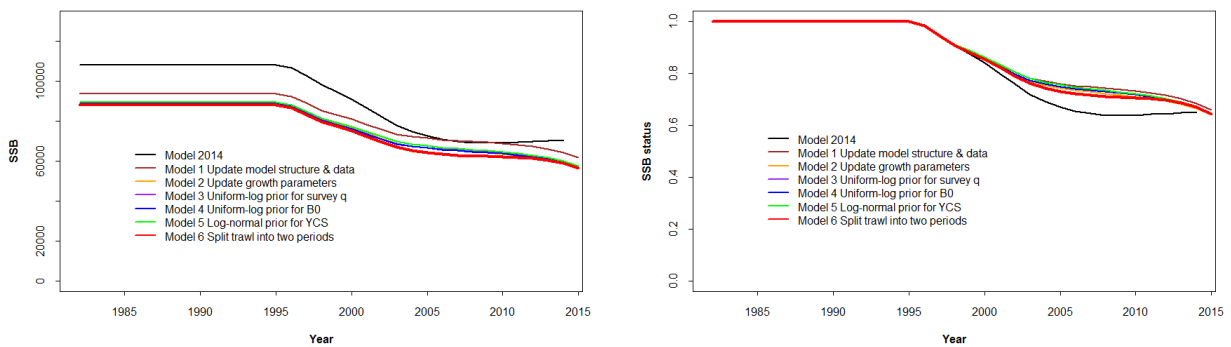 SSB
100000
60000
20000
0
Model 2014
Model 1 Update model structure & data
Model 2 Update growth parameters
Model 3 Uniform-log prior for survey q
Model 4 Uniform-log prior for B0
Model 5 Log-normal prior for YCS
Model 6 Split trawl into two periods
1985 1990 1995 2000 2005 2010 2015
Year
SSB status
1.0
0.8
0.6
0.4
0.2
0.0
Model 2014
Model 1 Update model structure & data
Model 2 Update growth parameters
Model 3 Uniform-log prior for survey q
Model 4 Uniform-log prior for B0
Model 5 Log-normal prior for YCS
Model 6 Split trawl into two periods
1985 1990 1995 2000 2005 2010 2015
Year